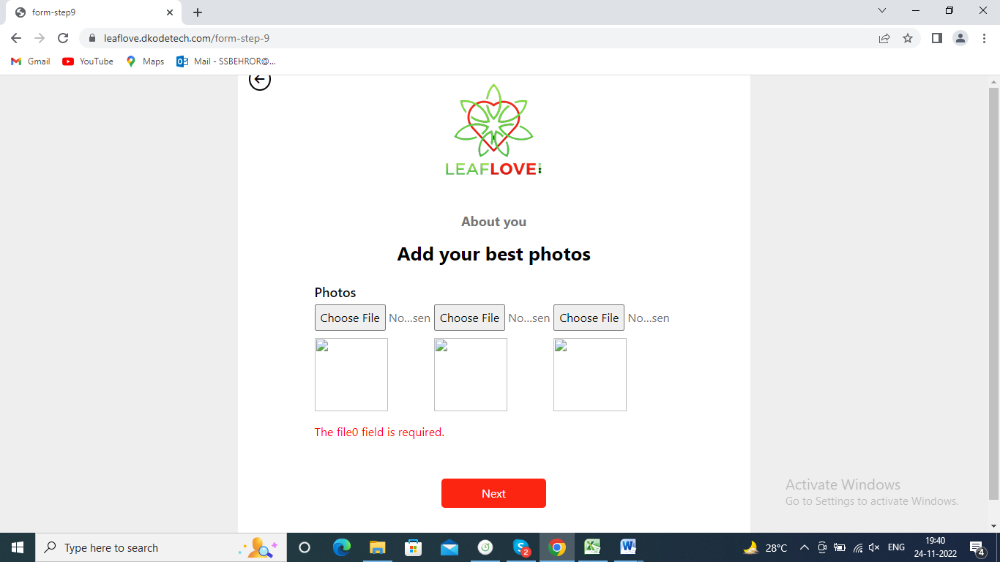 form-step9
leaflove.dkodetech.com/form-step-9
Gmail YouTube Maps Mail - SSBEHROR@...
LEAFLOVE
About you
Add your best photos
Photos
Choose File No...sen Choose File No...sen Choose File No...sen
The file0 field is required.
Next
Activate Windows
Go to Settings to activate Windows.
Type here to search
2
28°C
ENG
19:40
24-11-2022
4